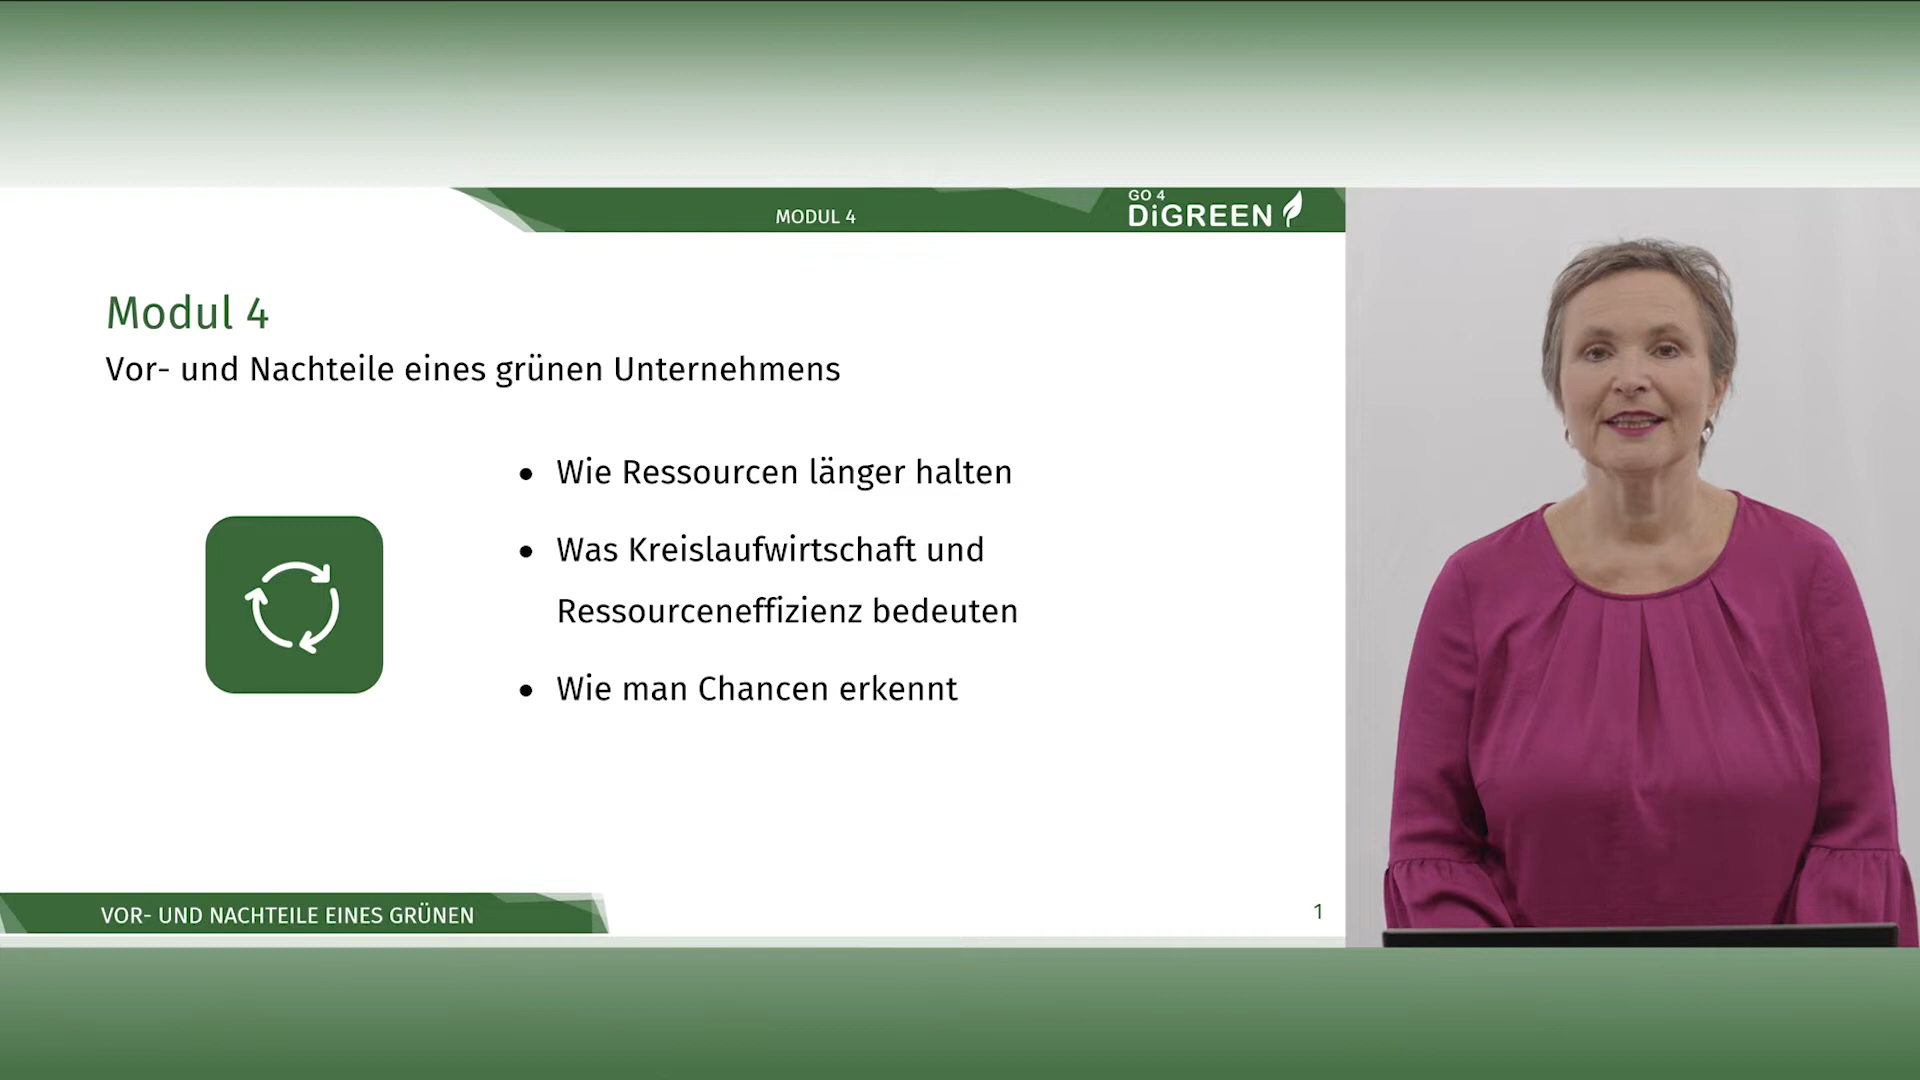 MODUL 4
GO 4
DiGREEN
Modul 4
Vor- und Nachteile eines grünen Unternehmens
• Wie Ressourcen länger halten
• Was Kreislaufwirtschaft und
Ressourceneffizienz bedeuten
• Wie man Chancen erkennt
VOR- UND NACHTEILE EINES GRÜNEN
1